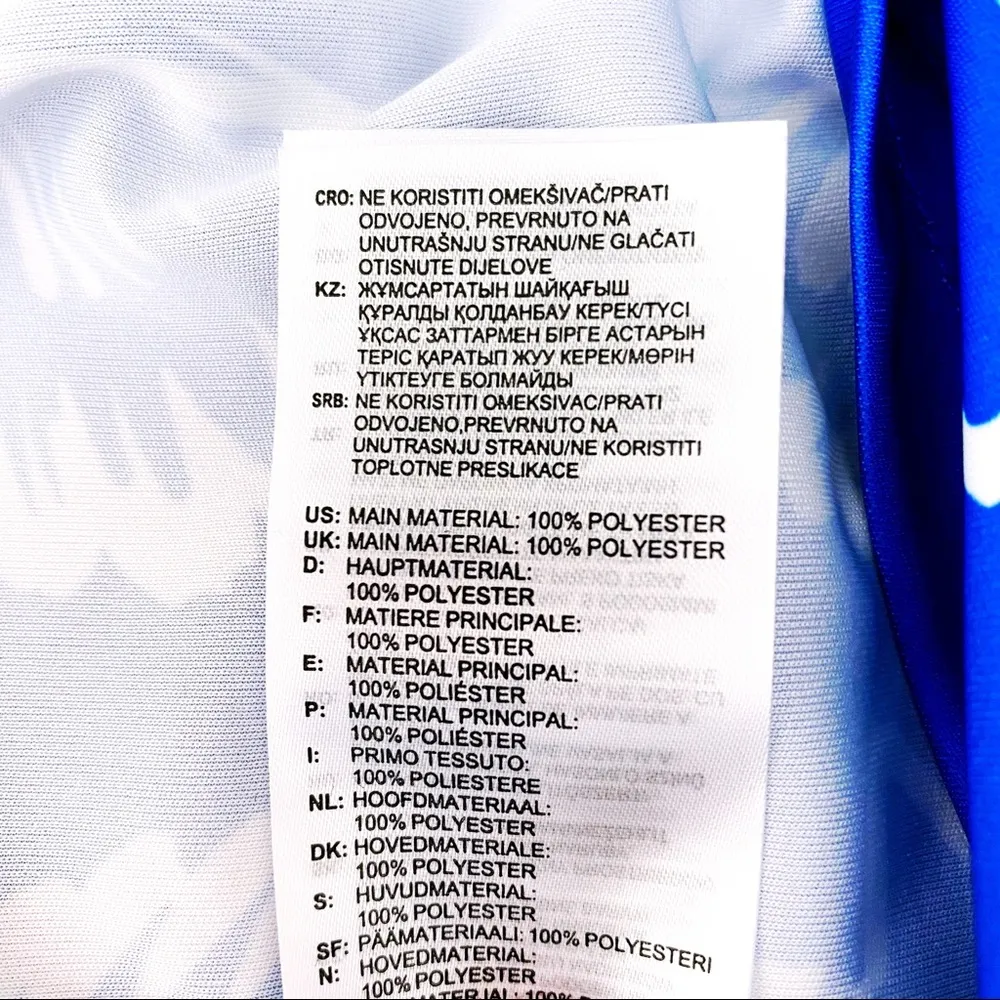 CRO: NE KORISTITI OMEKŠIVAČ/PRATI
ODVOJENO, PREVRNUTO NA
UNUTRAŠNJU STRANU/NE GLAČATI
OTISNUTE DIJELOVE
KZ: ЖҰМСАРТАТЫН ШАЙҚАҒЫШ
ҚҰРАЛДЫ ҚОЛДАНБАУ КЕРЕК/ТҮСІ
ҰҚСАС ЗАТТАРМЕН БІРГЕ АСТАРЫН
ТЕРІС ҚАРАТЫП ЖУУ КЕРЕК/МӨРІН
ҮТІКТЕУГЕ БОЛМАЙДЫ
SRB: NE KORISTITI OMEKSIVAC/PRATI
ODVOJENO,PREVRNUTO NA
UNUTRASNJU STRANU/NE KORISTITI
TOPLOTNE PRESLIKACE
US: MAIN MATERIAL: 100% POLYESTER
UK: MAIN MATERIAL: 100% POLYESTER
D: HAUPTMATERIAL:
100% POLYESTER
F: MATIERE PRINCIPALE:
100% POLYESTER
E: MATERIAL PRINCIPAL:
100% POLIÉSTER
P: MATERIAL PRINCIPAL:
100% POLIÉSTER
I: PRIMO TESSUTO:
100% POLIESTERE
NL: HOOFDMATERIAAL:
100% POLYESTER
DK: HOVEDMATERIALE:
100% POLYESTER
S: HUVUDMATERIAL:
100% POLYESTER
SF: PÄÄMATERIAALI: 100% POLYESTERI
N: HOVEDMATERIAL:
100% POLYESTER